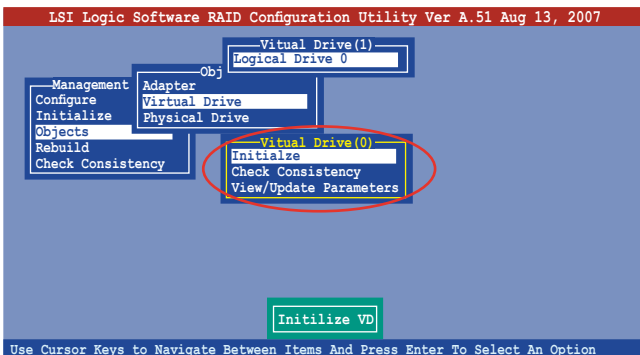 LSI Logic Software RAID Configuration Utility Ver A.51 Aug 13, 2007
Vitual Drive(1)
Logical Drive 0
Obj
Adapter
Virtual Drive
Physical Drive
Management
Configure
Initialize
Objects
Rebuild
Check Consistency
Vitual Drive(0)
Initialze
Check Consistency
View/Update Parameters
Initilize VD
Use Cursor Keys to Navigate Between Items And Press Enter To Select An Option